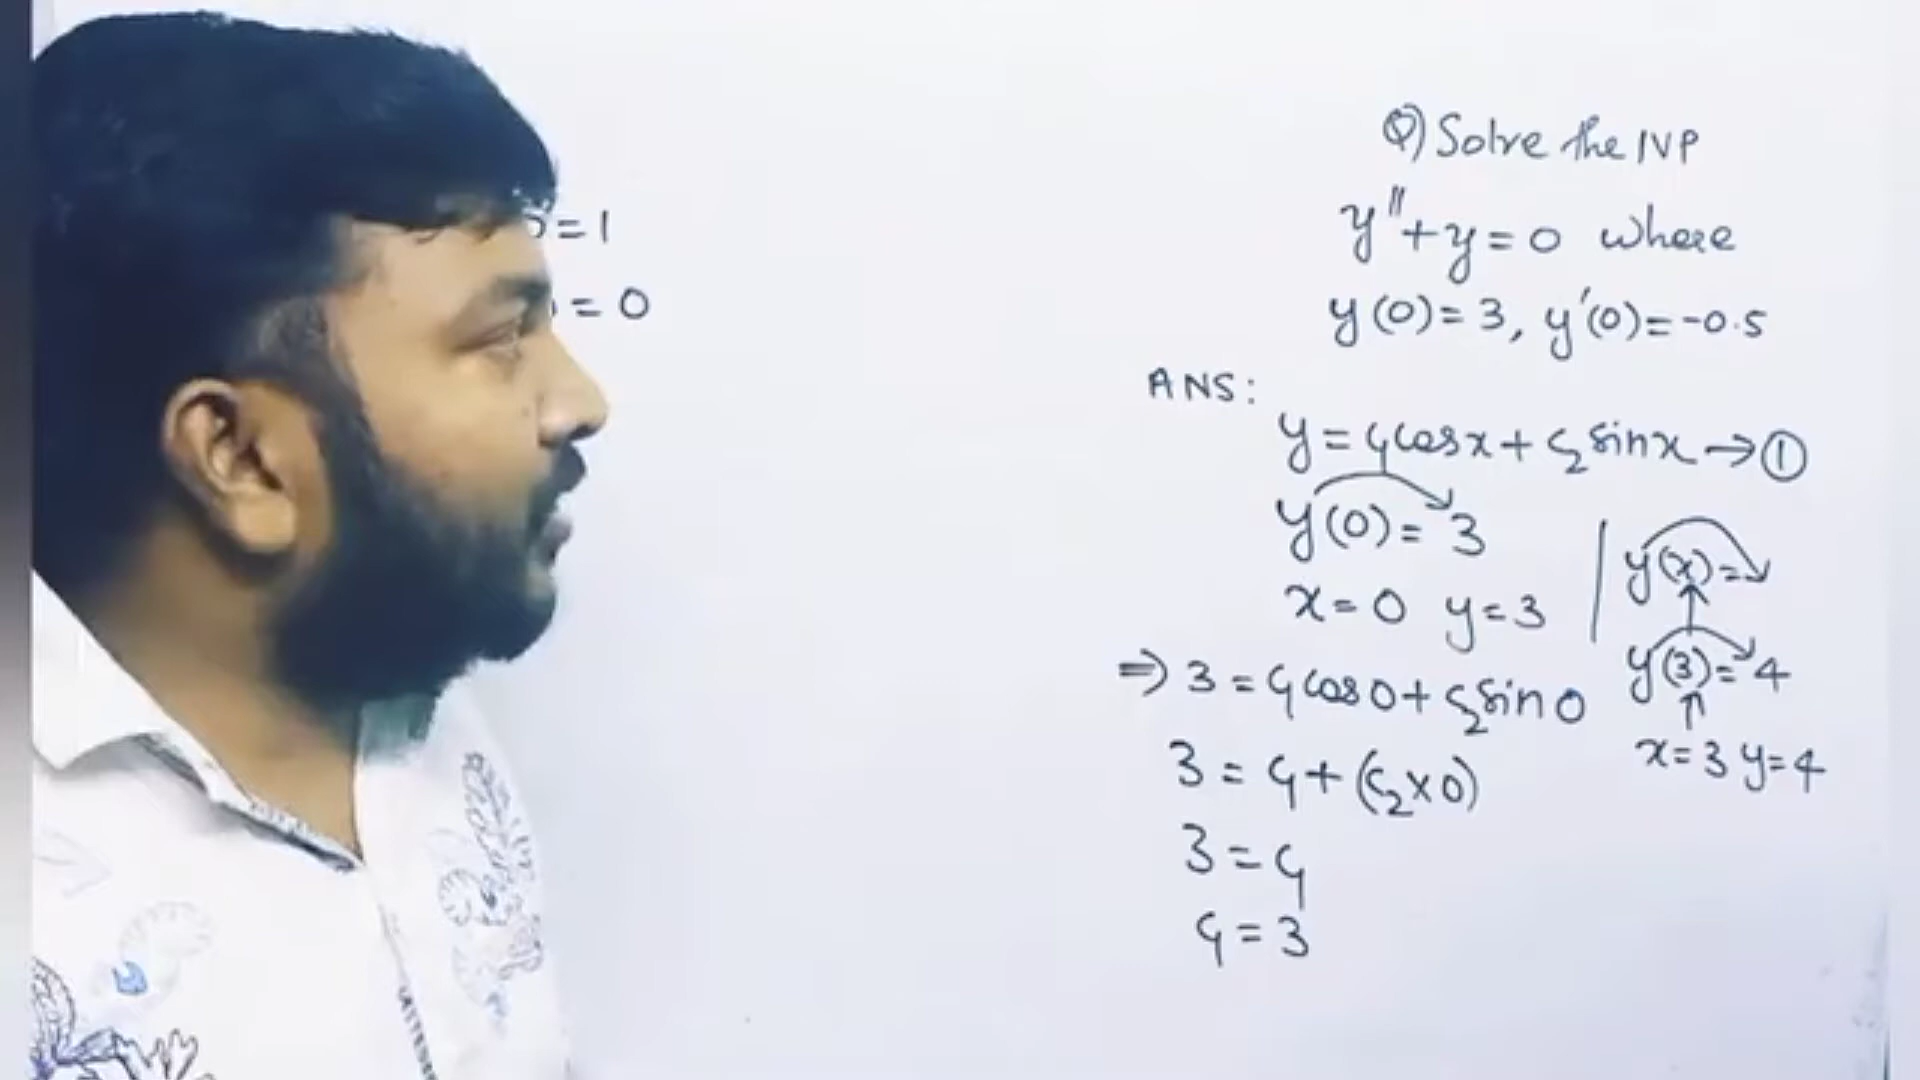 =1
= 0
Q) Solve the IVP
y''+y=0 where
y(0)=3, y'(0)=-0.5
ANS:
y = c₁cosx + c₂sinx → ①
y(0)= 3
x=0 y=3
⇒ 3 = c₁cos0 + c₂sin0
3 = c₁+(c₂×0)
3 = c₁
c₁ = 3
y(x)=
y(3)= 4
x=3 y=4